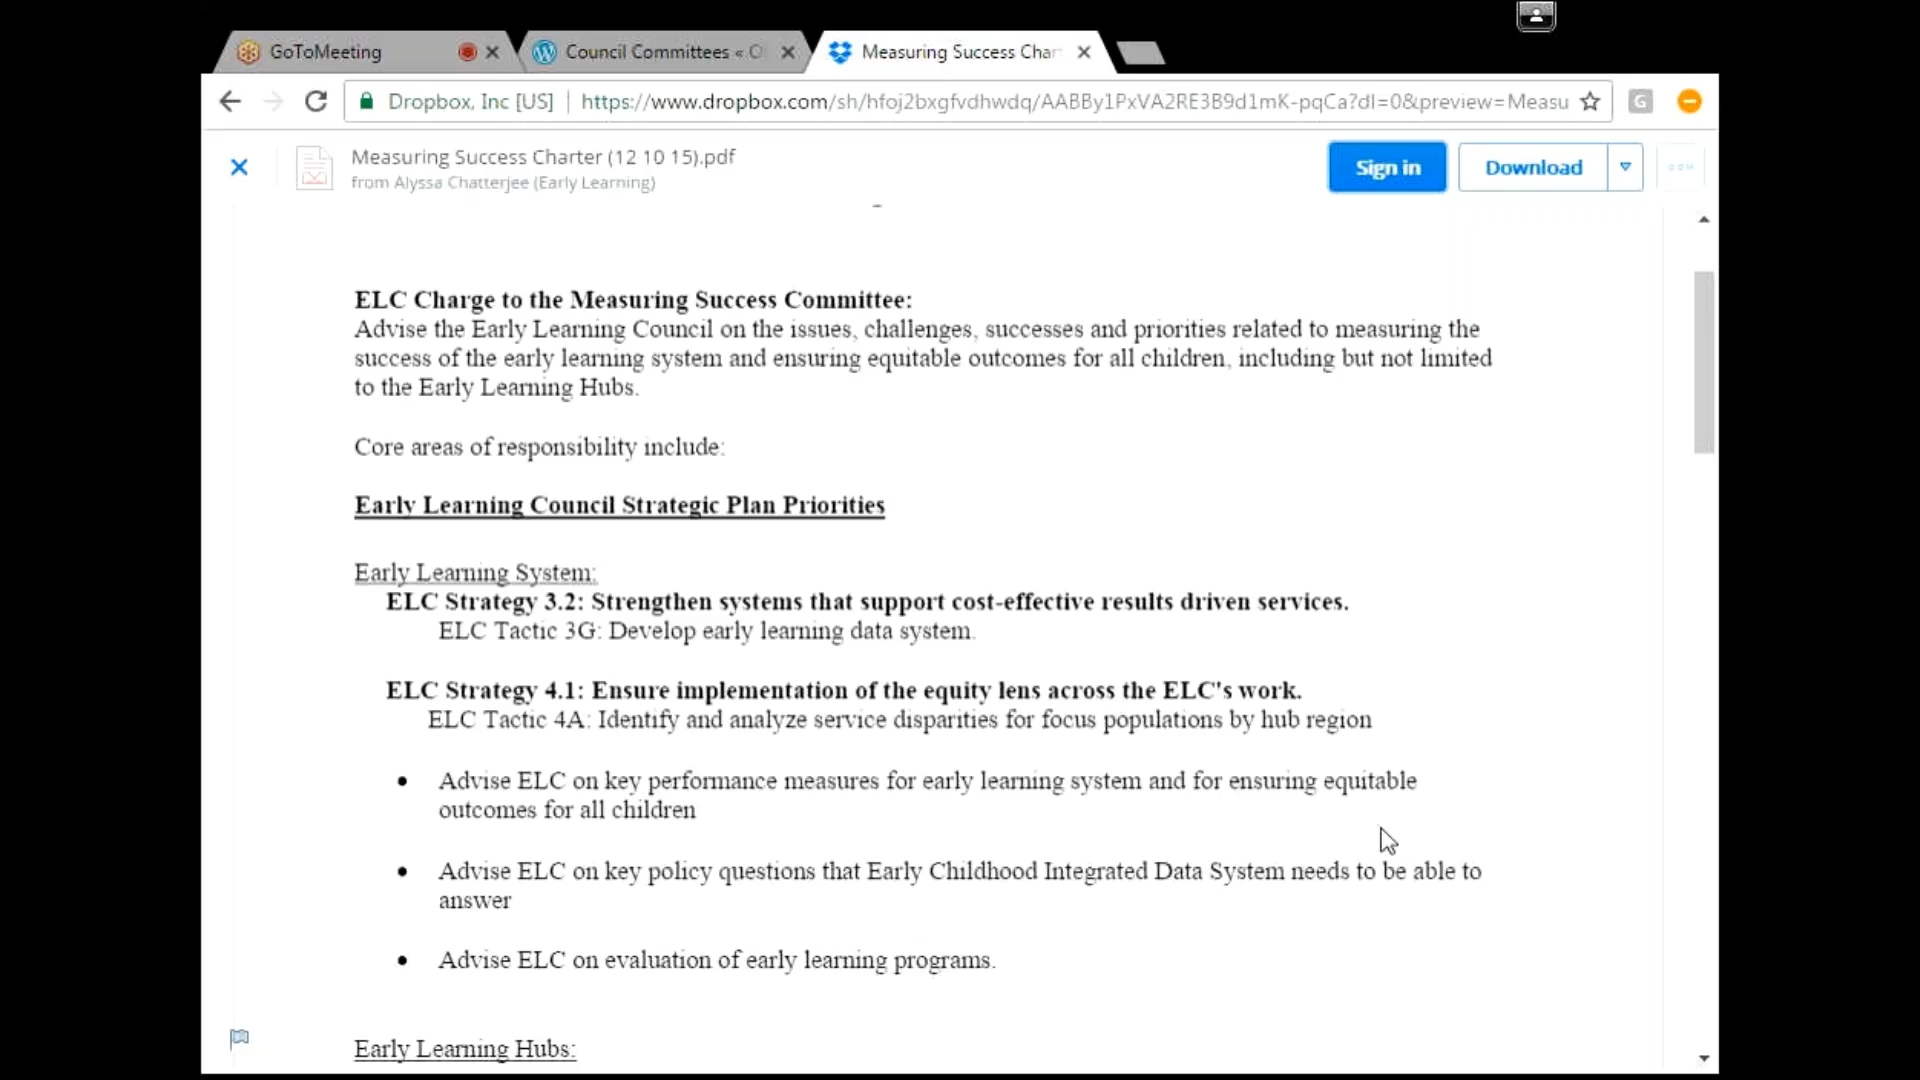 GoToMeeting
Council Committees « O
Measuring Success Char
Dropbox, Inc [US] | https://www.dropbox.com/sh/hfoj2bxgfvdhwdq/AABBy1PxVA2RE3B9d1mK-pqCa?dl=0&preview=Measu
G
Measuring Success Charter (12 10 15).pdf
from Alyssa Chatterjee (Early Learning)
Sign in
Download
ELC Charge to the Measuring Success Committee:
Advise the Early Learning Council on the issues, challenges, successes and priorities related to measuring the
success of the early learning system and ensuring equitable outcomes for all children, including but not limited
to the Early Learning Hubs.
Core areas of responsibility include:
Early Learning Council Strategic Plan Priorities
Early Learning System:
ELC Strategy 3.2: Strengthen systems that support cost-effective results driven services.
ELC Tactic 3G: Develop early learning data system.
ELC Strategy 4.1: Ensure implementation of the equity lens across the ELC's work.
ELC Tactic 4A: Identify and analyze service disparities for focus populations by hub region
• Advise ELC on key performance measures for early learning system and for ensuring equitable
outcomes for all children
• Advise ELC on key policy questions that Early Childhood Integrated Data System needs to be able to
answer
• Advise ELC on evaluation of early learning programs.
Early Learning Hubs: